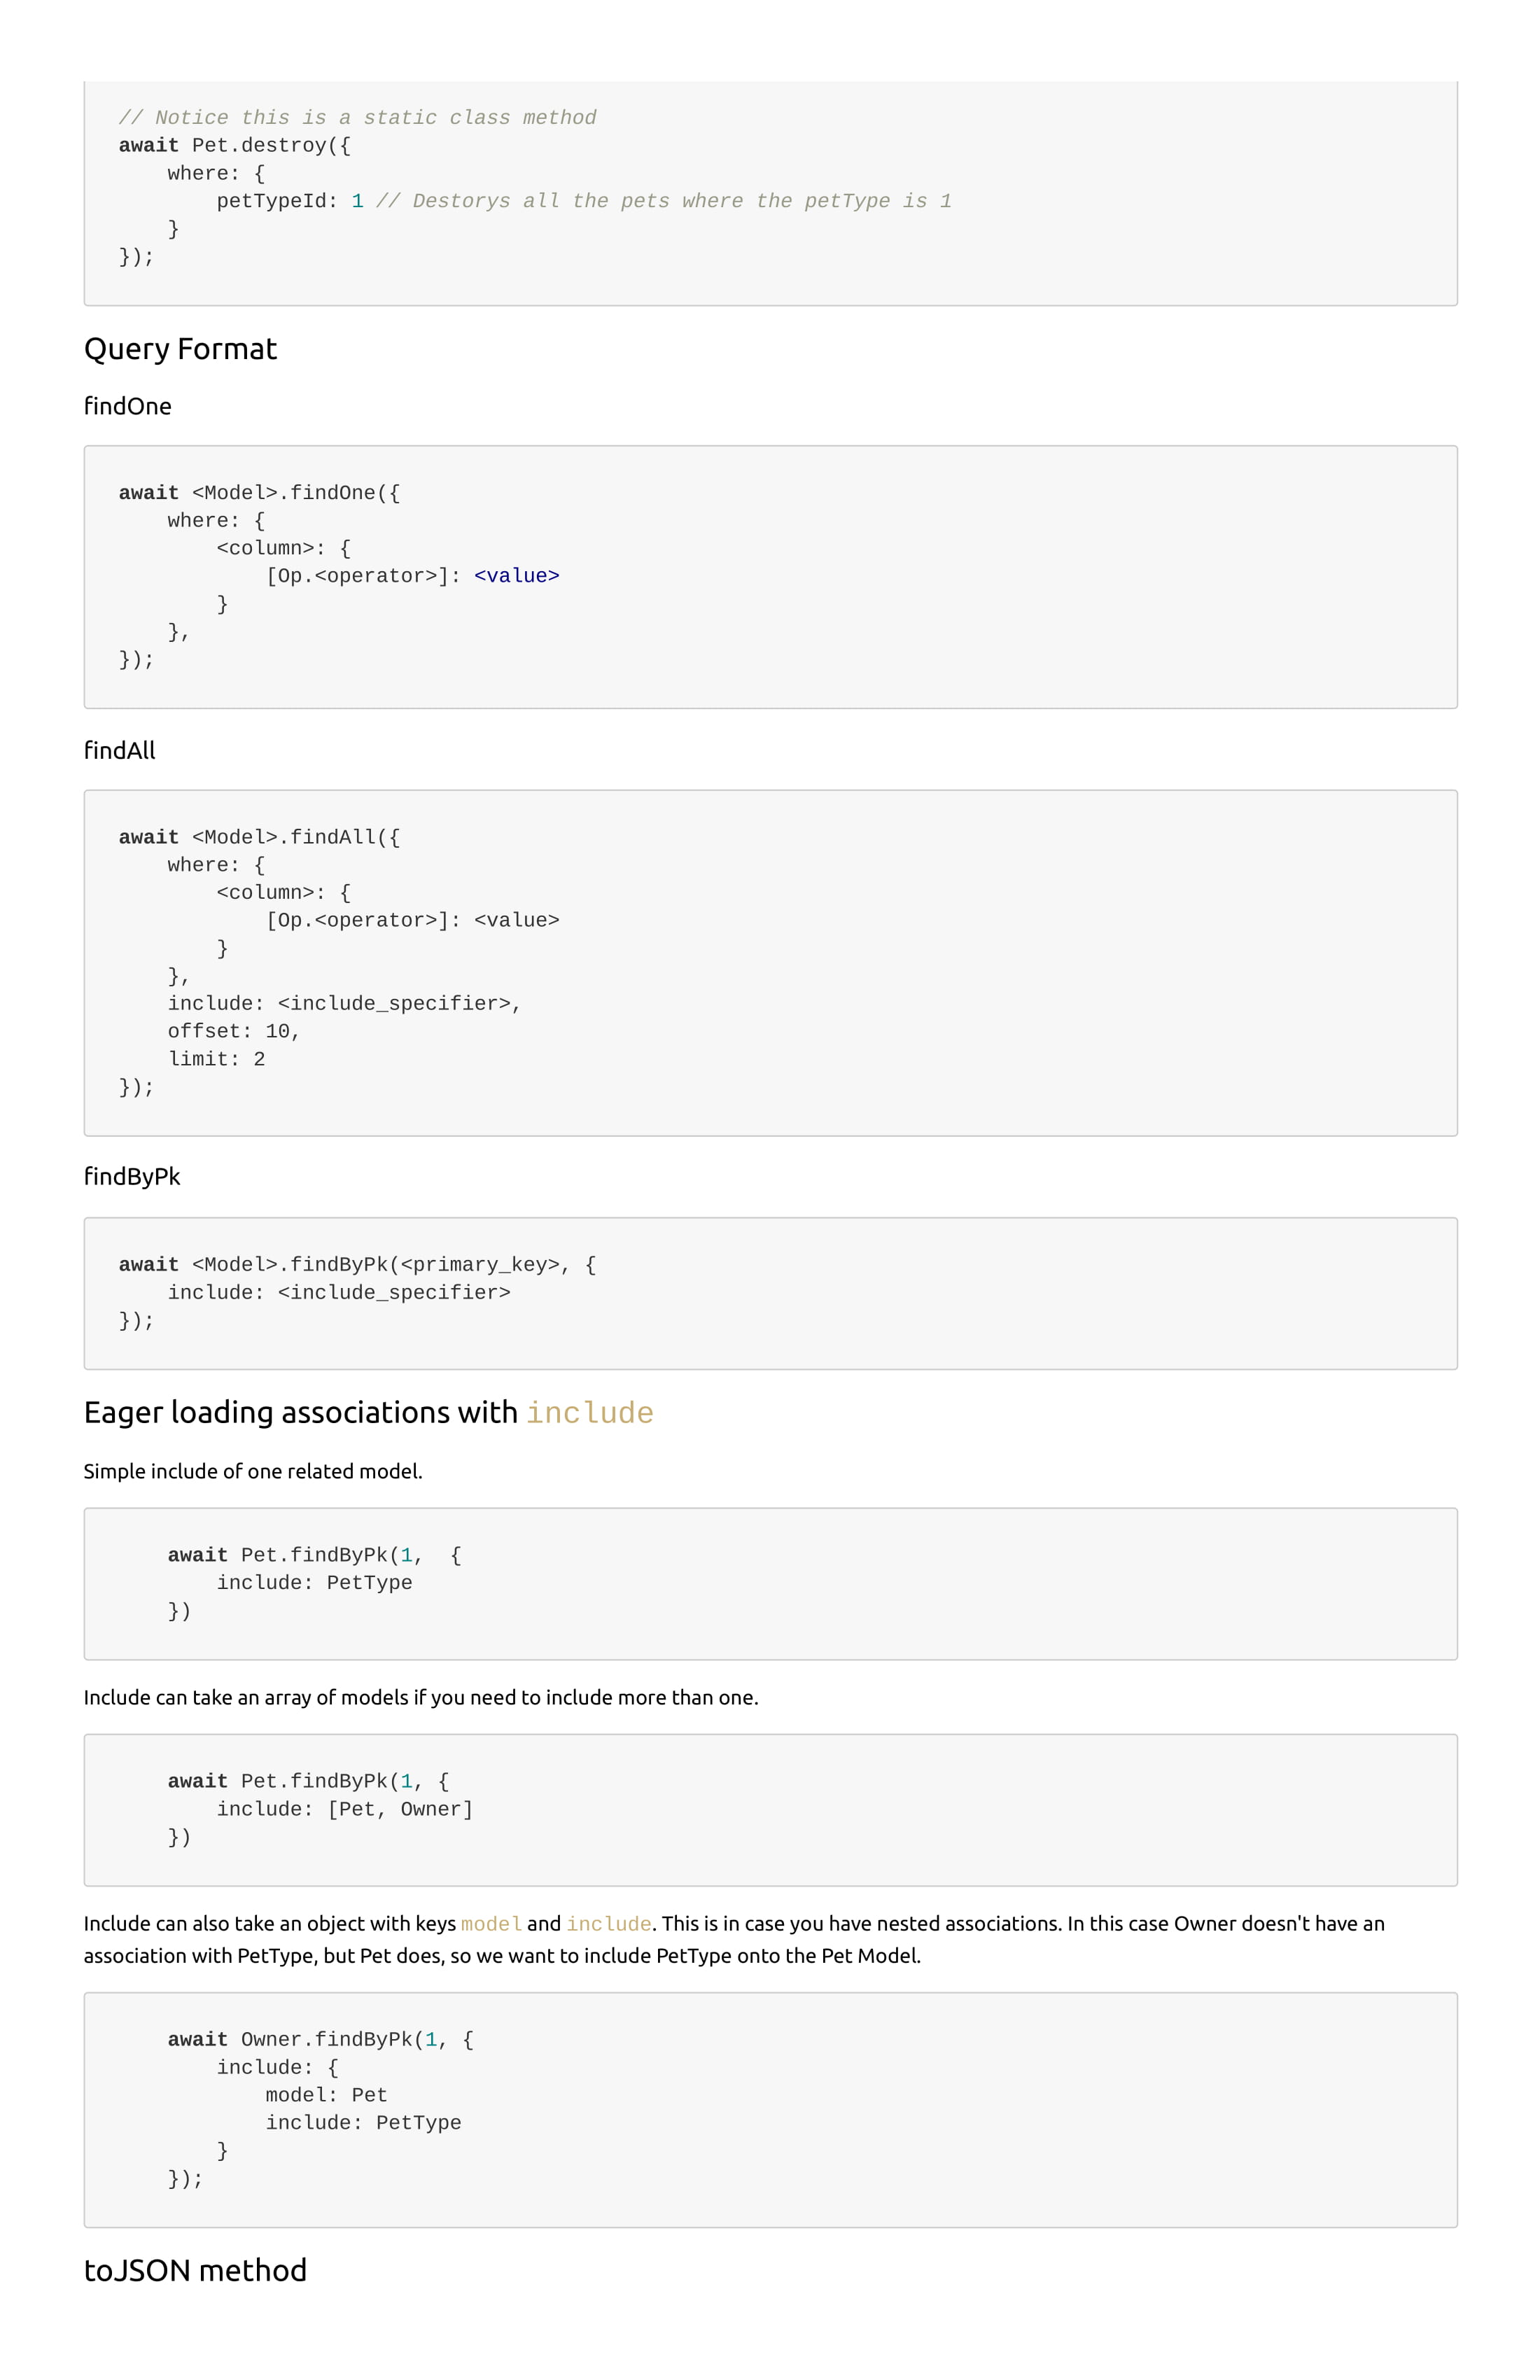 // Notice this is a static class method
await Pet.destroy({
    where: {
        petTypeId: 1 // Destorys all the pets where the petType is 1
    }
});
Query Format
findOne
await <Model>.findOne({
    where: {
        <column>: {
            [Op.<operator>]: <value>
        }
    },
});
findAll
await <Model>.findAll({
    where: {
        <column>: {
            [Op.<operator>]: <value>
        }
    },
    include: <include_specifier>,
    offset: 10,
    limit: 2
});
findByPk
await <Model>.findByPk(<primary_key>, {
    include: <include_specifier>
});
Eager loading associations with include
Simple include of one related model.
    await Pet.findByPk(1,  {
        include: PetType
    })
Include can take an array of models if you need to include more than one.
    await Pet.findByPk(1, {
        include: [Pet, Owner]
    })
Include can also take an object with keys model and include. This is in case you have nested associations. In this case Owner doesn't have an
association with PetType, but Pet does, so we want to include PetType onto the Pet Model.
    await Owner.findByPk(1, {
        include: {
            model: Pet
            include: PetType
        }
    });
toJSON method